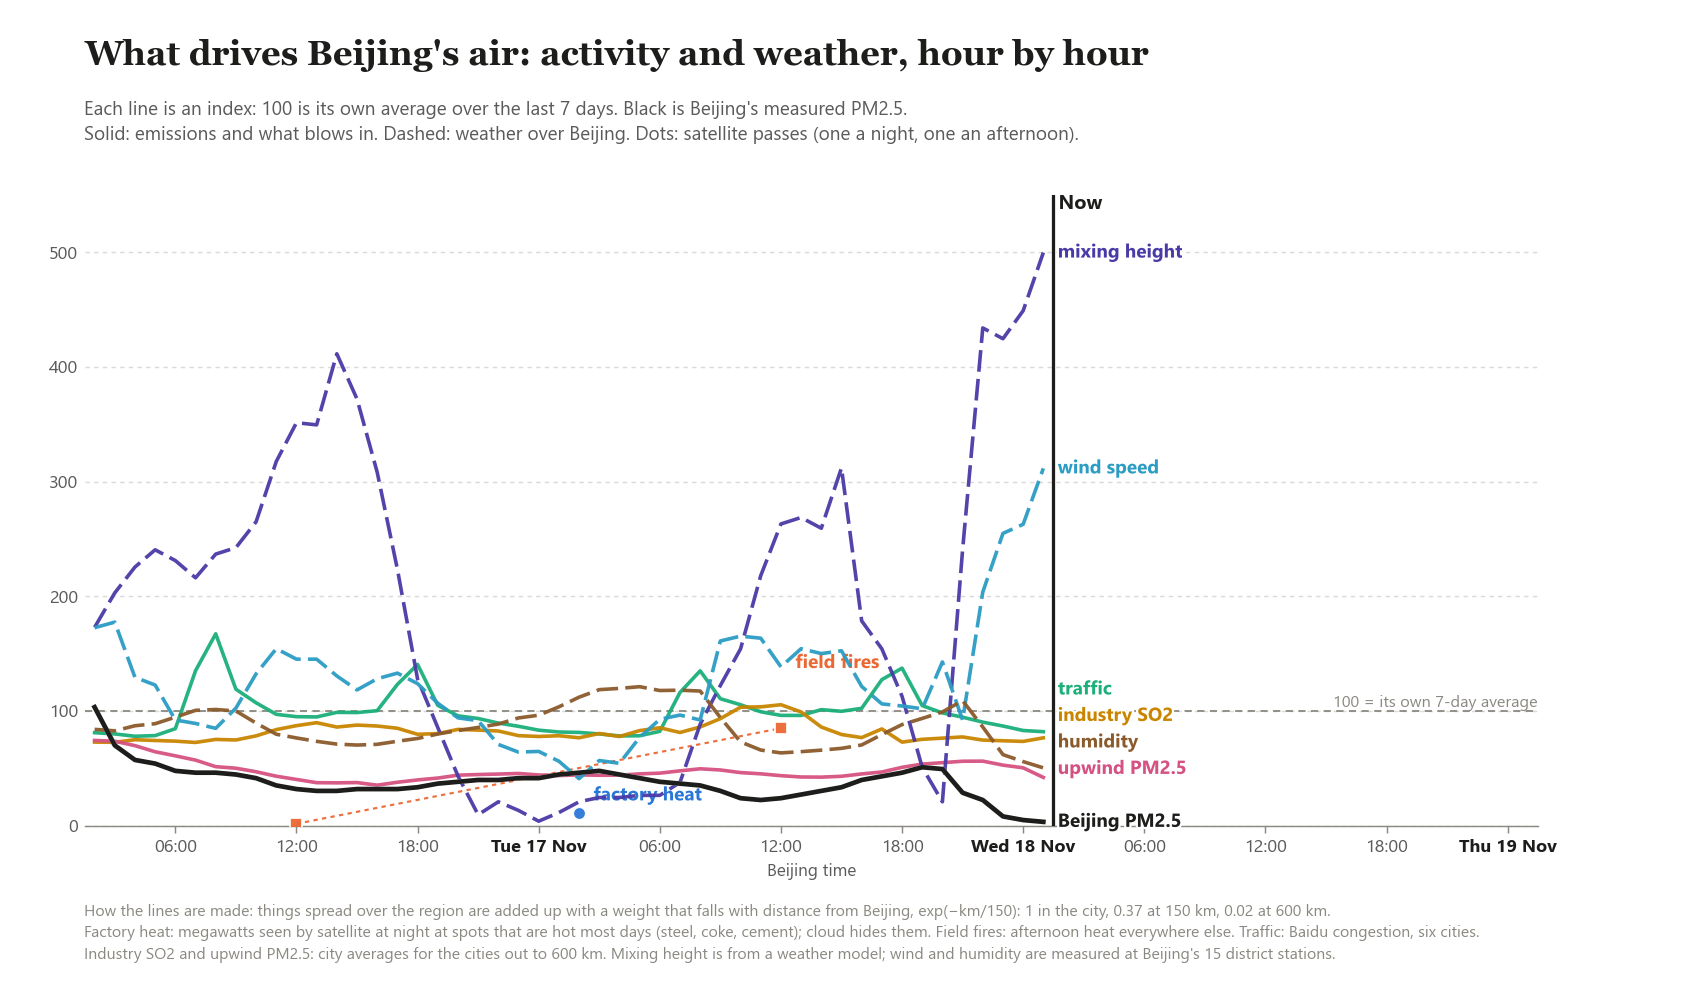 What drives Beijing's air: activity and weather, hour by hour
Each line is an index: 100 is its own average over the last 7 days. Black is Beijing's measured PM2.5.
Solid: emissions and what blows in. Dashed: weather over Beijing. Dots: satellite passes (one a night, one an afternoon).
Now
500
mixing height
400
300
wind speed
200
field fires
traffic
100
100 = its own 7-day average
industry SO2
humidity
upwind PM2.5
factory heat
0
Beijing PM2.5
06:00 12:00 18:00 Tue 17 Nov 06:00 12:00 18:00 Wed 18 Nov 06:00 12:00 18:00 Thu 19 Nov
Beijing time
How the lines are made: things spread over the region are added up with a weight that falls with distance from Beijing, exp(−km/150): 1 in the city, 0.37 at 150 km, 0.02 at 600 km.
Factory heat: megawatts seen by satellite at night at spots that are hot most days (steel, coke, cement); cloud hides them. Field fires: afternoon heat everywhere else. Traffic: Baidu congestion, six cities.
Industry SO2 and upwind PM2.5: city averages for the cities out to 600 km. Mixing height is from a weather model; wind and humidity are measured at Beijing's 15 district stations.